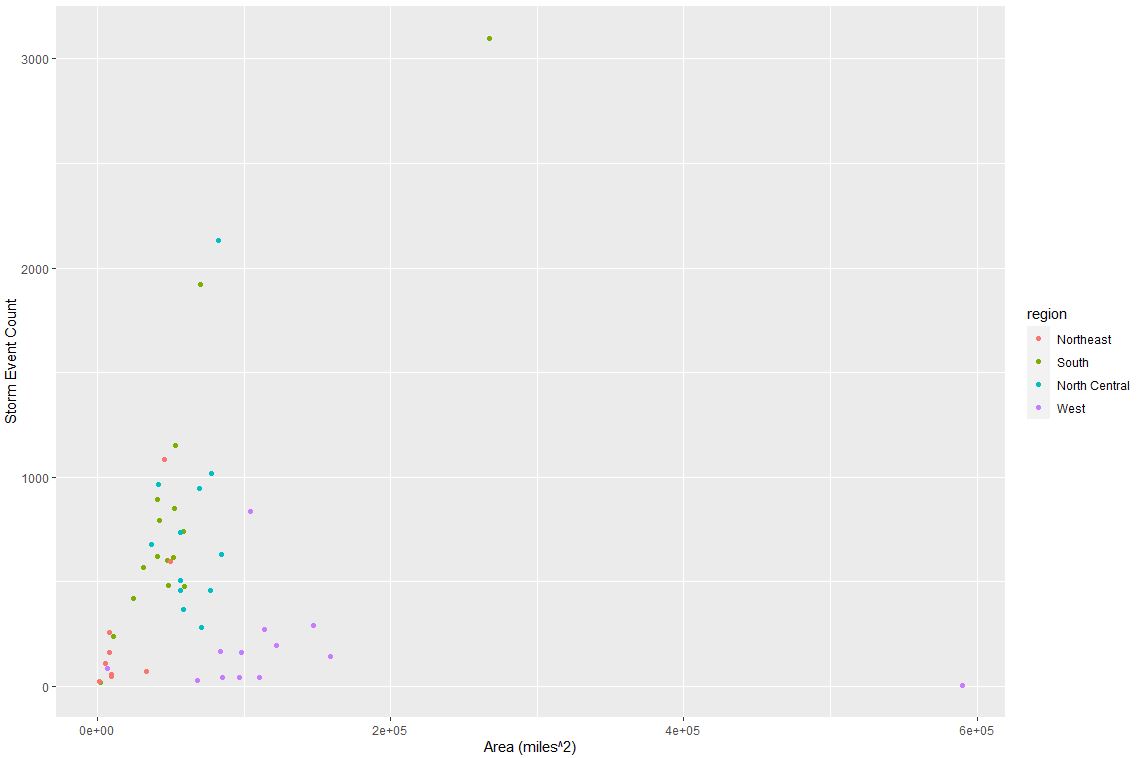 3000
2000
1000
0
Storm Event Count
0e+00
2e+05
4e+05
6e+05
Area (miles^2)
region
Northeast
South
North Central
West